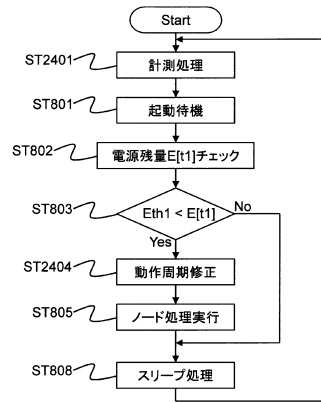 Start
ST2401
計測処理
ST801
起動待機
ST802
電源残量E[t1]チェック
ST803
Eth1 < E[t1]
No
Yes
ST2404
動作周期修正
ST805
ノード処理実行
ST808
スリープ処理